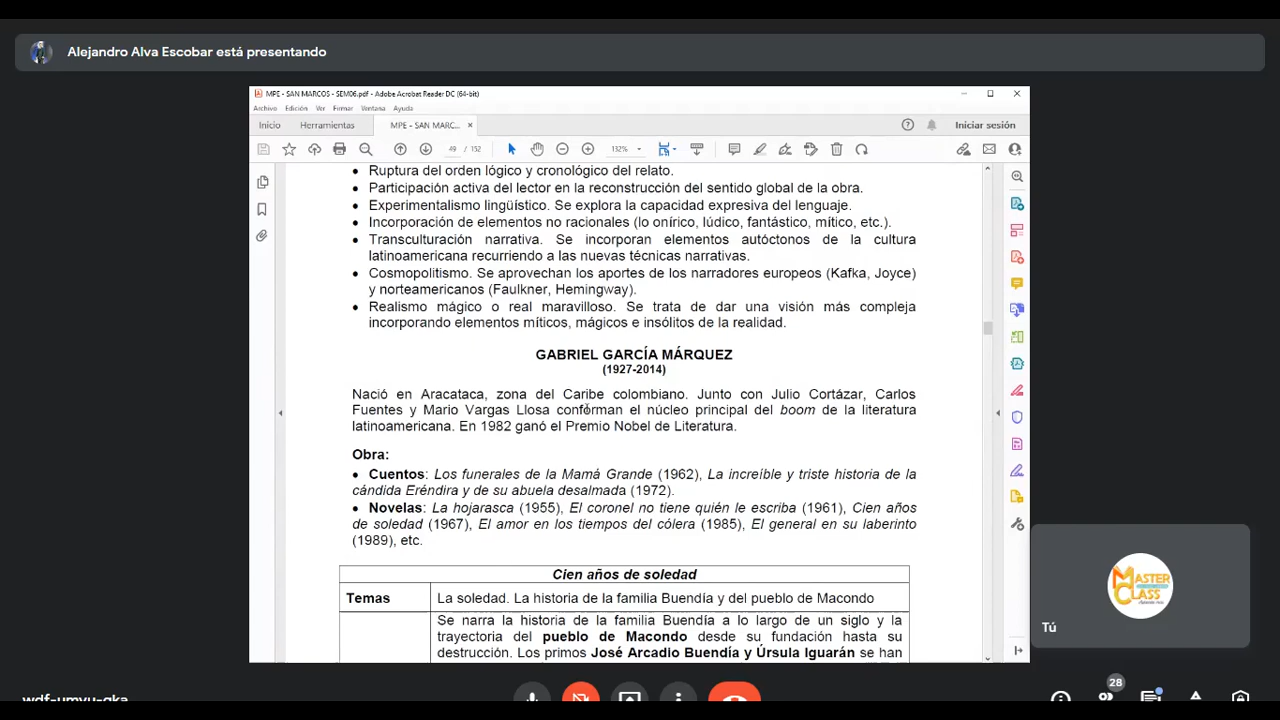 Alejandro Alva Escobar está presentando
MPE - SAN MARCOS - SEM06.pdf - Adobe Acrobat Reader DC (64-bit)
Archivo Edición Ver Firmar Ventana Ayuda
Inicio Herramientas MPE - SAN MARC... × Iniciar sesión
49 / 132 132%
• Ruptura del orden lógico y cronológico del relato.
• Participación activa del lector en la reconstrucción del sentido global de la obra.
• Experimentalismo lingüístico. Se explora la capacidad expresiva del lenguaje.
• Incorporación de elementos no racionales (lo onírico, lúdico, fantástico, mítico, etc.).
• Transculturación narrativa. Se incorporan elementos autóctonos de la cultura
latinoamericana recurriendo a las nuevas técnicas narrativas.
• Cosmopolitismo. Se aprovechan los aportes de los narradores europeos (Kafka, Joyce)
y norteamericanos (Faulkner, Hemingway).
• Realismo mágico o real maravilloso. Se trata de dar una visión más compleja
incorporando elementos míticos, mágicos e insólitos de la realidad.
GABRIEL GARCÍA MÁRQUEZ
(1927-2014)
Nació en Aracataca, zona del Caribe colombiano. Junto con Julio Cortázar, Carlos
Fuentes y Mario Vargas Llosa conforman el núcleo principal del boom de la literatura
latinoamericana. En 1982 ganó el Premio Nobel de Literatura.
Obra:
• Cuentos: Los funerales de la Mamá Grande (1962), La increíble y triste historia de la
cándida Eréndira y de su abuela desalmada (1972).
• Novelas: La hojarasca (1955), El coronel no tiene quién le escriba (1961), Cien años
de soledad (1967), El amor en los tiempos del cólera (1985), El general en su laberinto
(1989), etc.
Cien años de soledad
Temas La soledad. La historia de la familia Buendía y del pueblo de Macondo
Se narra la historia de la familia Buendía a lo largo de un siglo y la
trayectoria del pueblo de Macondo desde su fundación hasta su
destrucción. Los primos José Arcadio Buendía y Úrsula Iguarán se han
MASTER
CLASS
Tú
28